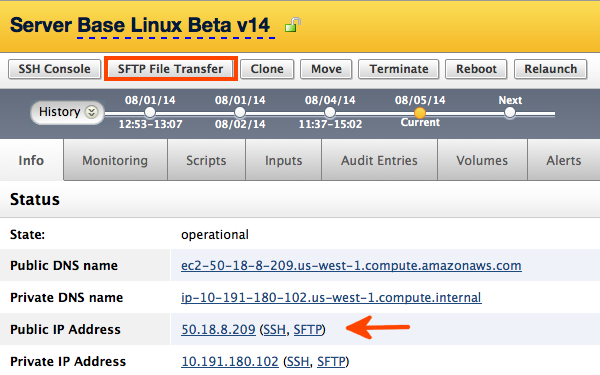 Server Base Linux Beta v14
SSH Console SFTP File Transfer Clone Move Terminate Reboot Relaunch
History
08/01/14 08/01/14 08/04/14 08/05/14 Next
12:53-13:07 08/02/14 11:37-15:02 Current
Info Monitoring Scripts Inputs Audit Entries Volumes Alerts
Status
State: operational
Public DNS name ec2-50-18-8-209.us-west-1.compute.amazonaws.com
Private DNS name ip-10-191-180-102.us-west-1.compute.internal
Public IP Address 50.18.8.209 (SSH, SFTP)
Private IP Address 10.191.180.102 (SSH, SFTP)